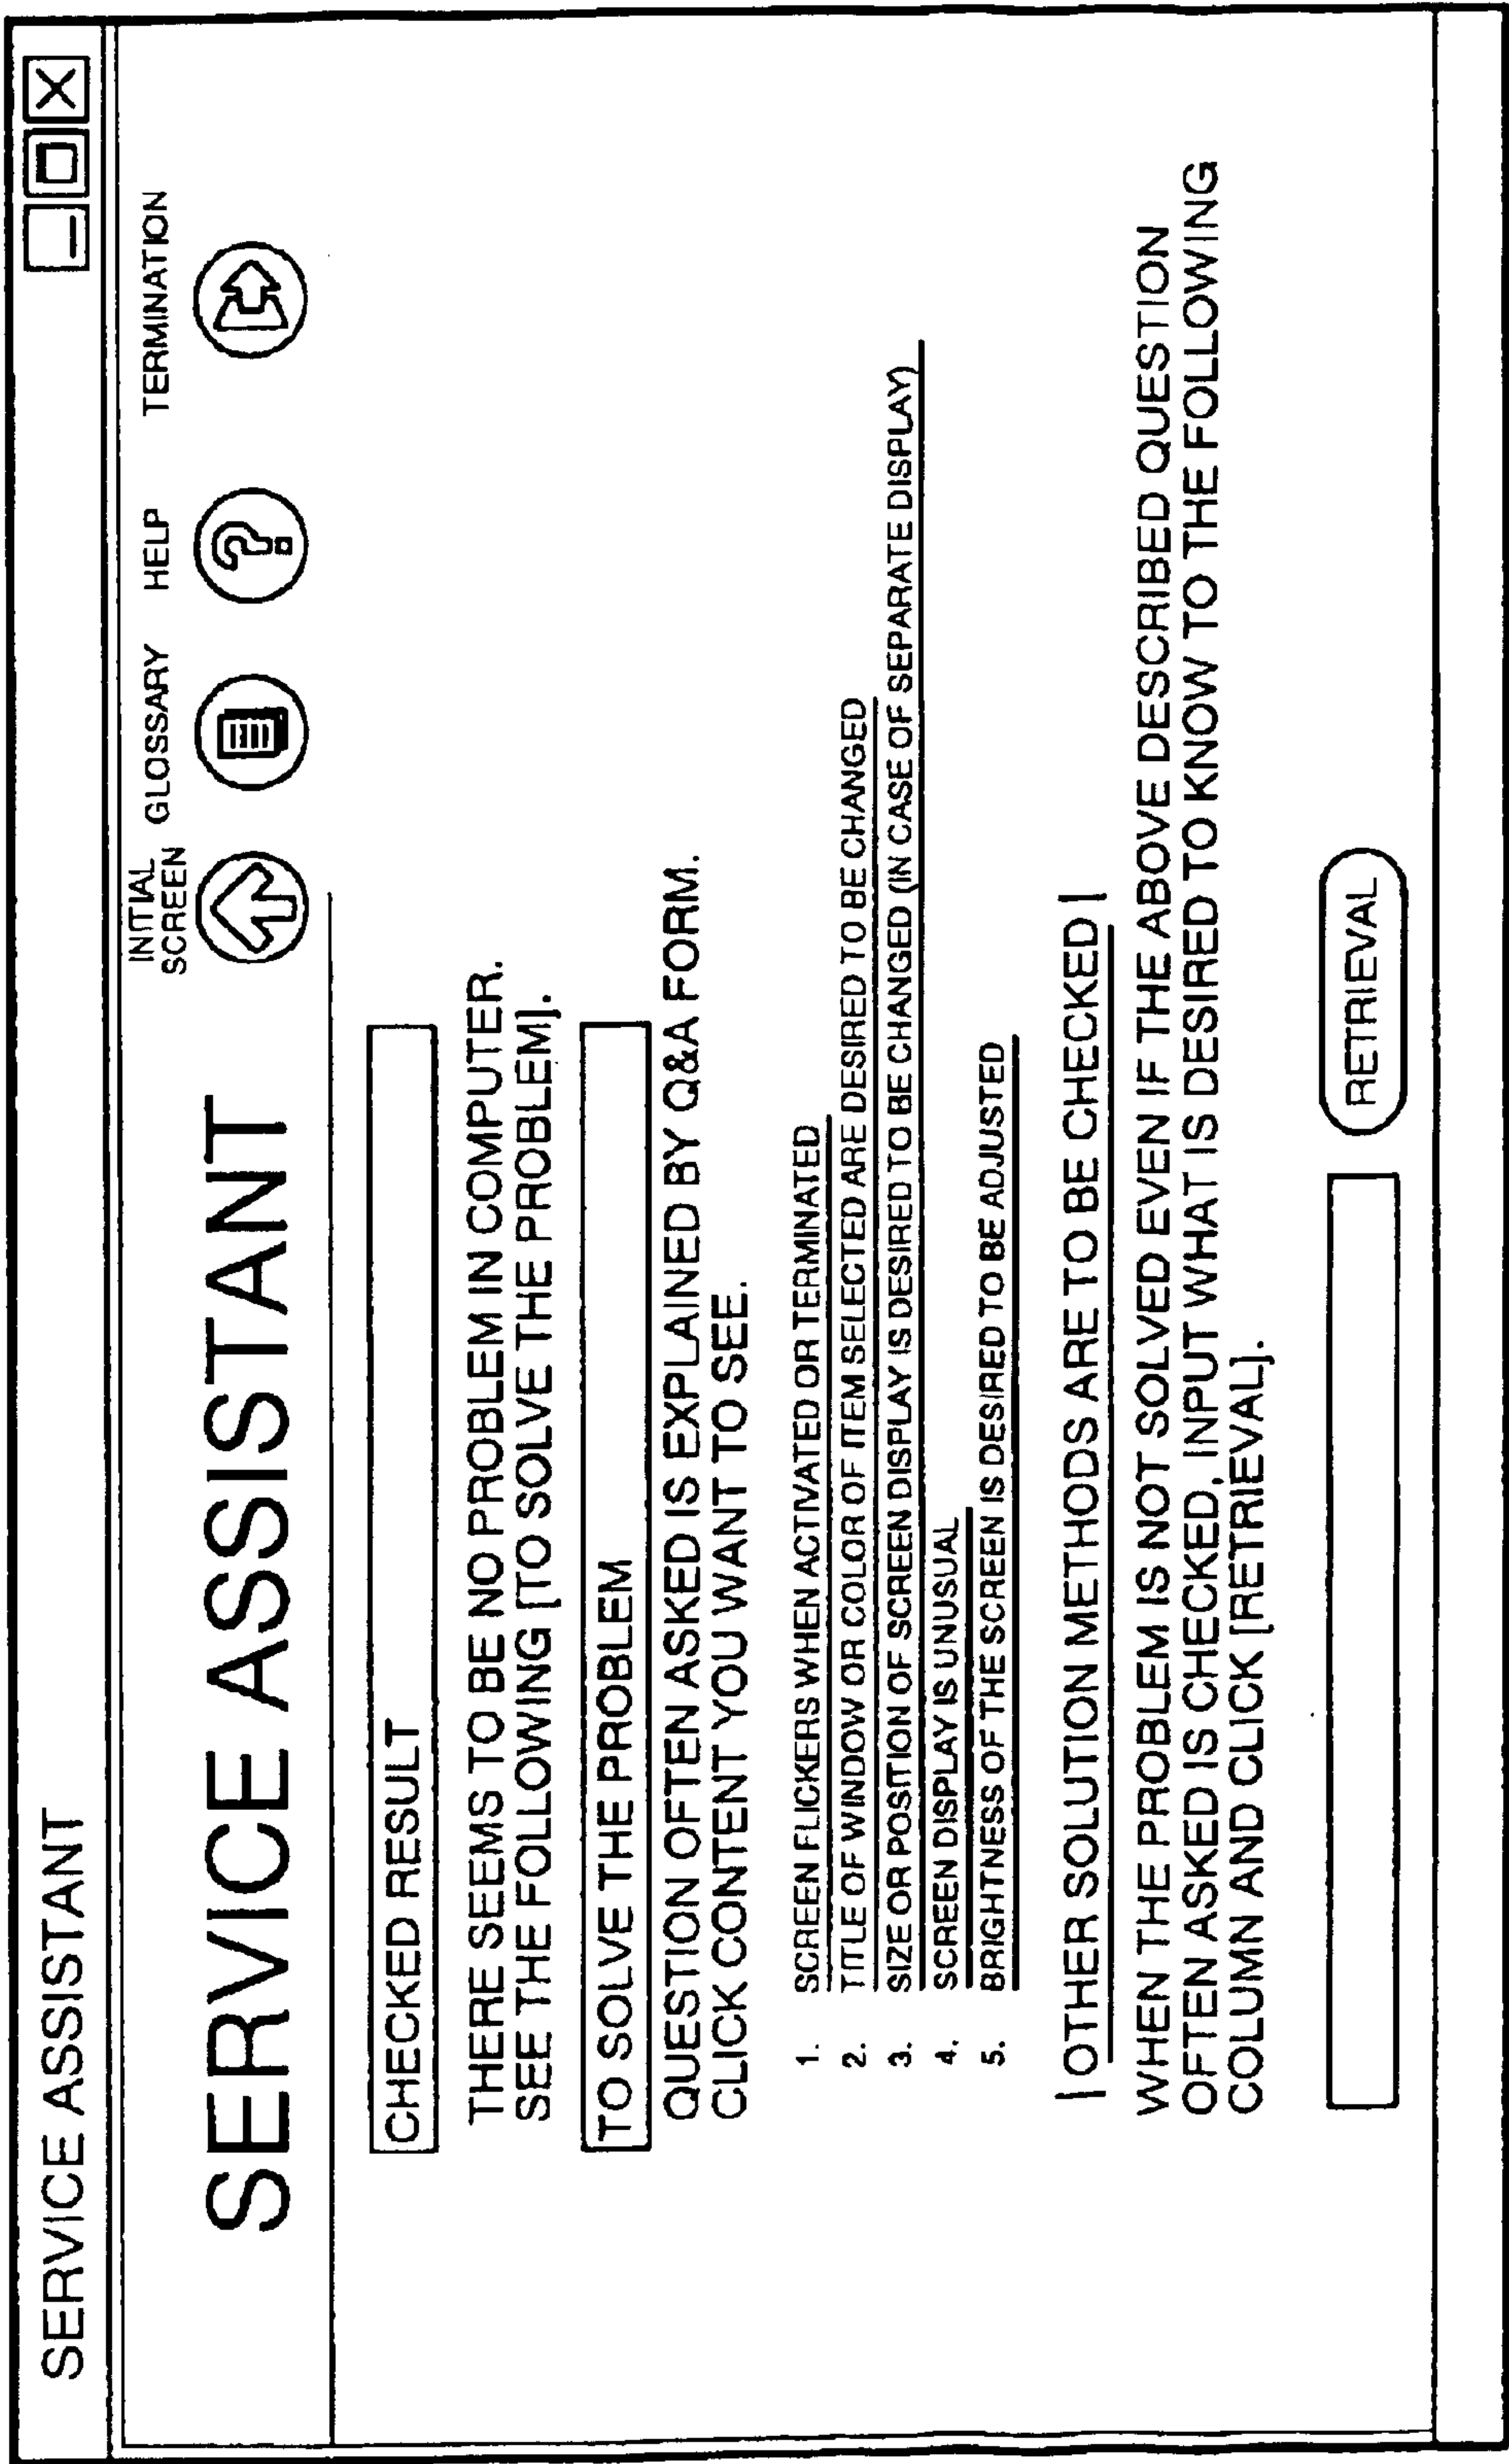 SERVICE ASSISTANT
INITIAL
SCREEN
GLOSSARY
HELP
TERMINATION
SERVICE ASSISTANT
CHECKED RESULT
THERE SEEMS TO BE NO PROBLEM IN COMPUTER.
SEE THE FOLLOWING [TO SOLVE THE PROBLEM].
TO SOLVE THE PROBLEM
QUESTION OFTEN ASKED IS EXPLAINED BY Q&A FORM.
CLICK CONTENT YOU WANT TO SEE.
1. SCREEN FLICKERS WHEN ACTIVATED OR TERMINATED
2. TITLE OF WINDOW OR COLOR OF ITEM SELECTED ARE DESIRED TO BE CHANGED
3. SIZE OR POSITION OF SCREEN DISPLAY IS DESIRED TO BE CHANGED (IN CASE OF SEPARATE DISPLAY)
4. SCREEN DISPLAY IS UNUSUAL
5. BRIGHTNESS OF THE SCREEN IS DESIRED TO BE ADJUSTED
OTHER SOLUTION METHODS ARE TO BE CHECKED
WHEN THE PROBLEM IS NOT SOLVED EVEN IF THE ABOVE DESCRIBED QUESTION
OFTEN ASKED IS CHECKED, INPUT WHAT IS DESIRED TO KNOW TO THE FOLLOWING
COLUMN AND CLICK [RETRIEVAL].
RETRIEVAL